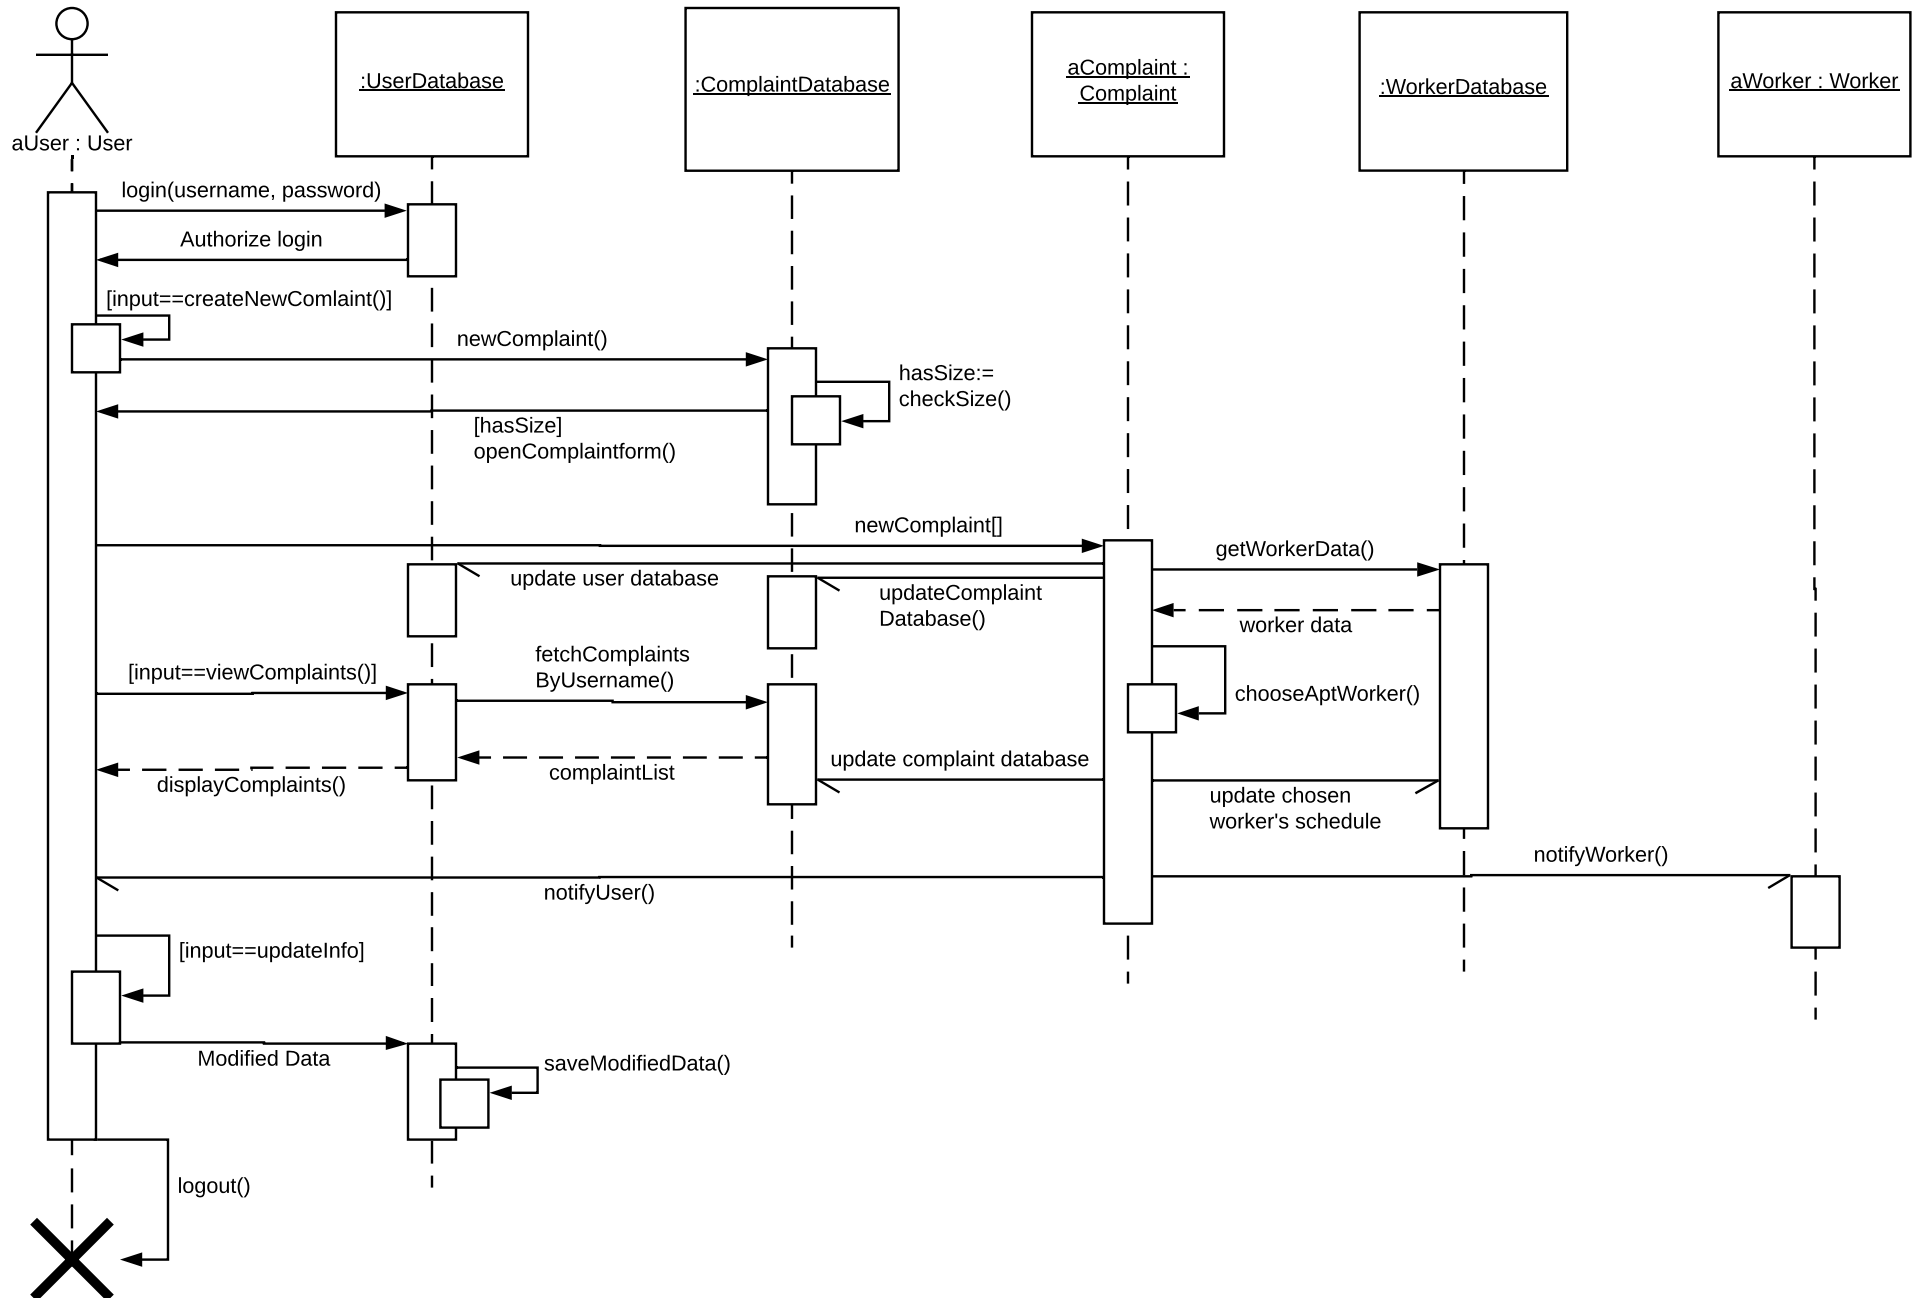 :UserDatabase
:ComplaintDatabase
aComplaint :
Complaint
:WorkerDatabase
aWorker : Worker
aUser : User
login(username, password)
Authorize login
[input==createNewComlaint()]
newComplaint()
hasSize:=
checkSize()
[hasSize]
openComplaintform()
newComplaint[]
getWorkerData()
update user database
updateComplaint
Database()
worker data
fetchComplaints
ByUsername()
[input==viewComplaints()]
chooseAptWorker()
update complaint database
complaintList
displayComplaints()
update chosen
worker's schedule
notifyWorker()
notifyUser()
[input==updateInfo]
Modified Data
saveModifiedData()
logout()